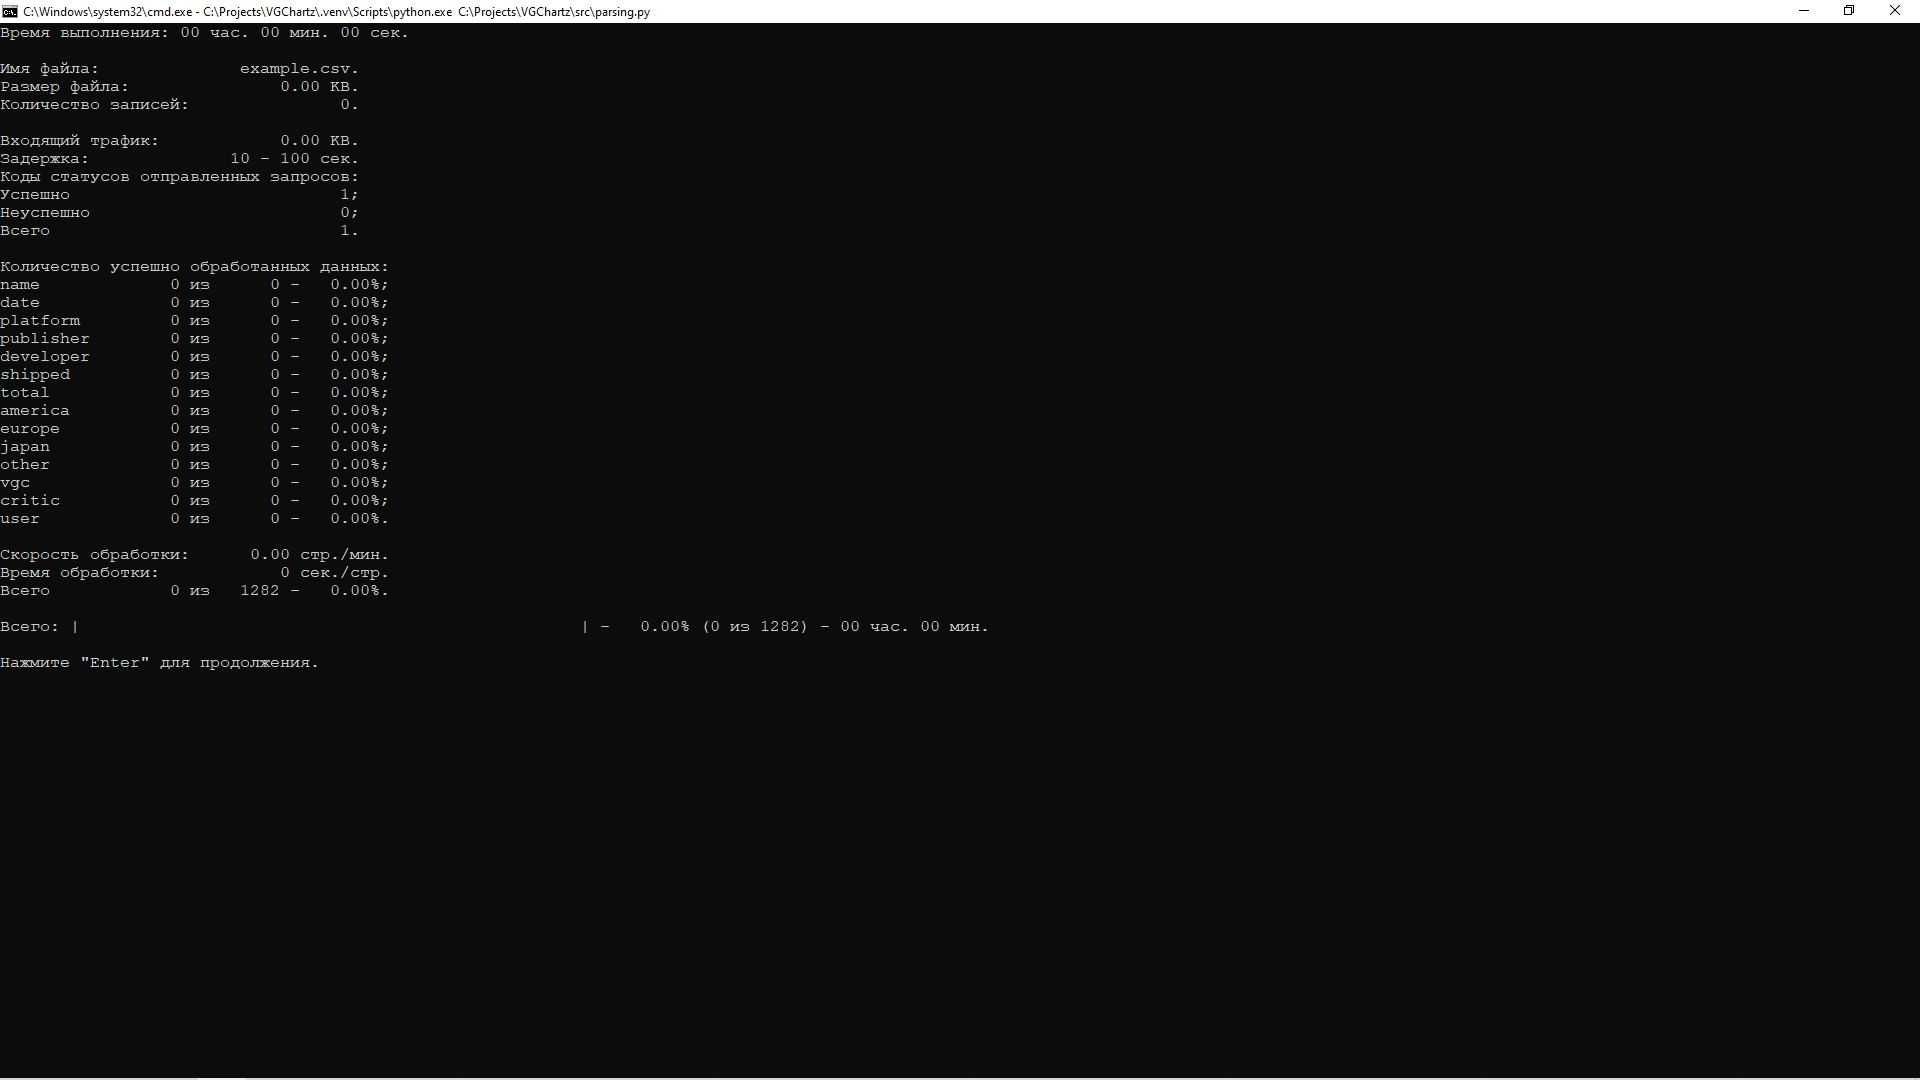 C:\Windows\system32\cmd.exe - C:\Projects\VGChartz\.venv\Scripts\python.exe C:\Projects\VGChartz\src\parsing.py
Время выполнения: 00 час. 00 мин. 00 сек.
Имя файла: example.csv.
Размер файла: 0.00 KB.
Количество записей: 0.
Входящий трафик: 0.00 KB.
Задержка: 10 - 100 сек.
Коды статусов отправленных запросов:
Успешно 1;
Неуспешно 0;
Всего 1.
Количество успешно обработанных данных:
name 0 из 0 - 0.00%;
date 0 из 0 - 0.00%;
platform 0 из 0 - 0.00%;
publisher 0 из 0 - 0.00%;
developer 0 из 0 - 0.00%;
shipped 0 из 0 - 0.00%;
total 0 из 0 - 0.00%;
america 0 из 0 - 0.00%;
europe 0 из 0 - 0.00%;
japan 0 из 0 - 0.00%;
other 0 из 0 - 0.00%;
vgc 0 из 0 - 0.00%;
critic 0 из 0 - 0.00%;
user 0 из 0 - 0.00%.
Скорость обработки: 0.00 стр./мин.
Время обработки: 0 сек./стр.
Всего 0 из 1282 - 0.00%.
Всего: | | - 0.00% (0 из 1282) - 00 час. 00 мин.
Нажмите "Enter" для продолжения.